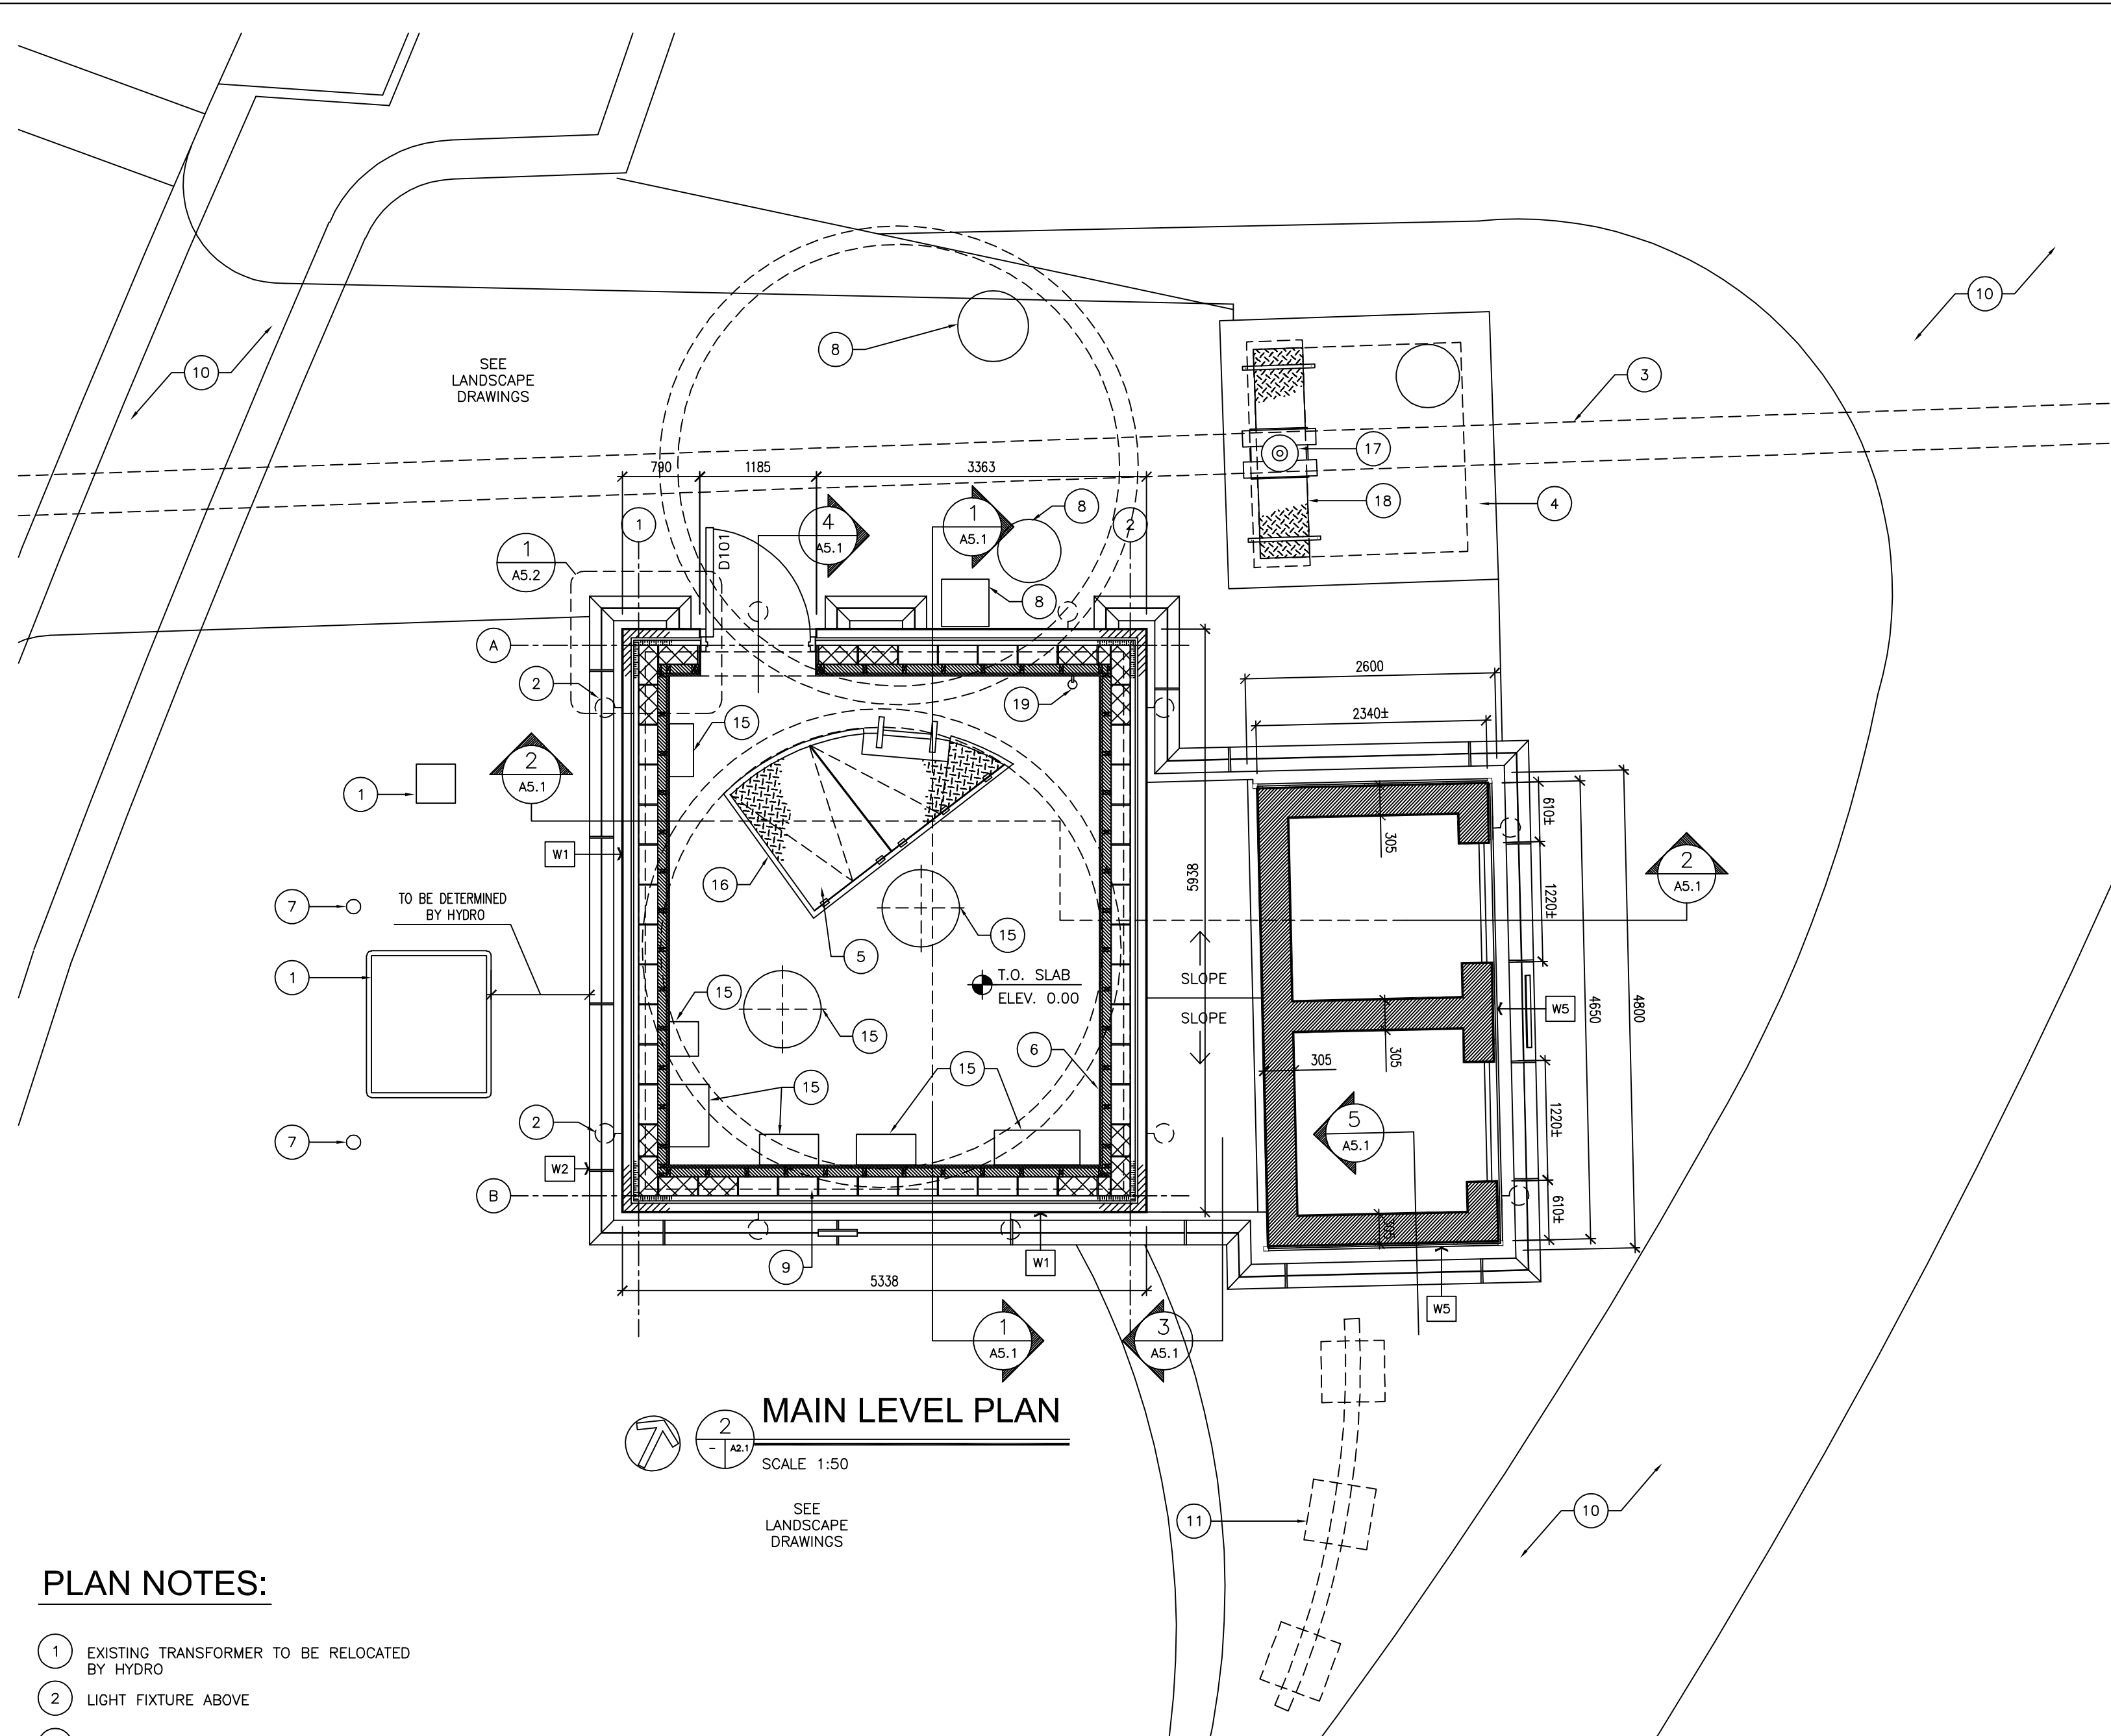 10
SEE
LANDSCAPE
DRAWINGS
8
3
10
790
1185
3363
17
18
4
1
4
A5.1
1
A5.1
8
2
1
A5.2
D101
8
A
2
15
19
2600
2340±
2
A5.1
1
W1
16
610±
305
5938
2
A5.1
1220±
7
TO BE DETERMINED
BY HYDRO
15
5
1
T.O. SLAB
ELEV. 0.00
SLOPE
SLOPE
15
15
W5
4650
4800
6
305
305
15
15
2
7
5
A5.1
1220±
W2
B
610±
305
9
W1
5338
W5
1
A5.1
3
A5.1
2
- A2.1
MAIN LEVEL PLAN
SCALE 1:50
SEE
LANDSCAPE
DRAWINGS
11
10
PLAN NOTES:
1 EXISTING TRANSFORMER TO BE RELOCATED
BY HYDRO
2 LIGHT FIXTURE ABOVE